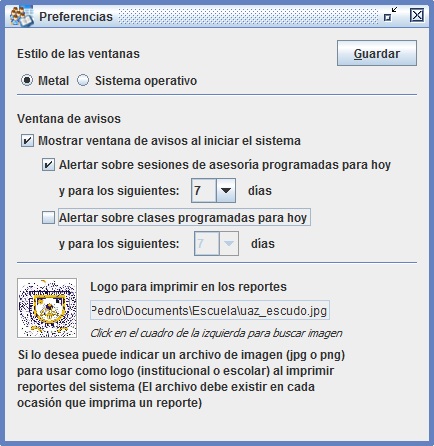 Preferencias
Estilo de las ventanas
Guardar
Metal
Sistema operativo
Ventana de avisos
Mostrar ventana de avisos al iniciar el sistema
Alertar sobre sesiones de asesoría programadas para hoy
y para los siguientes: 7 días
Alertar sobre clases programadas para hoy
y para los siguientes: 7 días
Logo para imprimir en los reportes
Pedro\Documents\Escuela\uaz_escudo.jpg
Click en el cuadro de la izquierda para buscar imagen
Si lo desea puede indicar un archivo de imagen (jpg o png)
para usar como logo (institucional o escolar) al imprimir
reportes del sistema (El archivo debe existir en cada
ocasión que imprima un reporte)